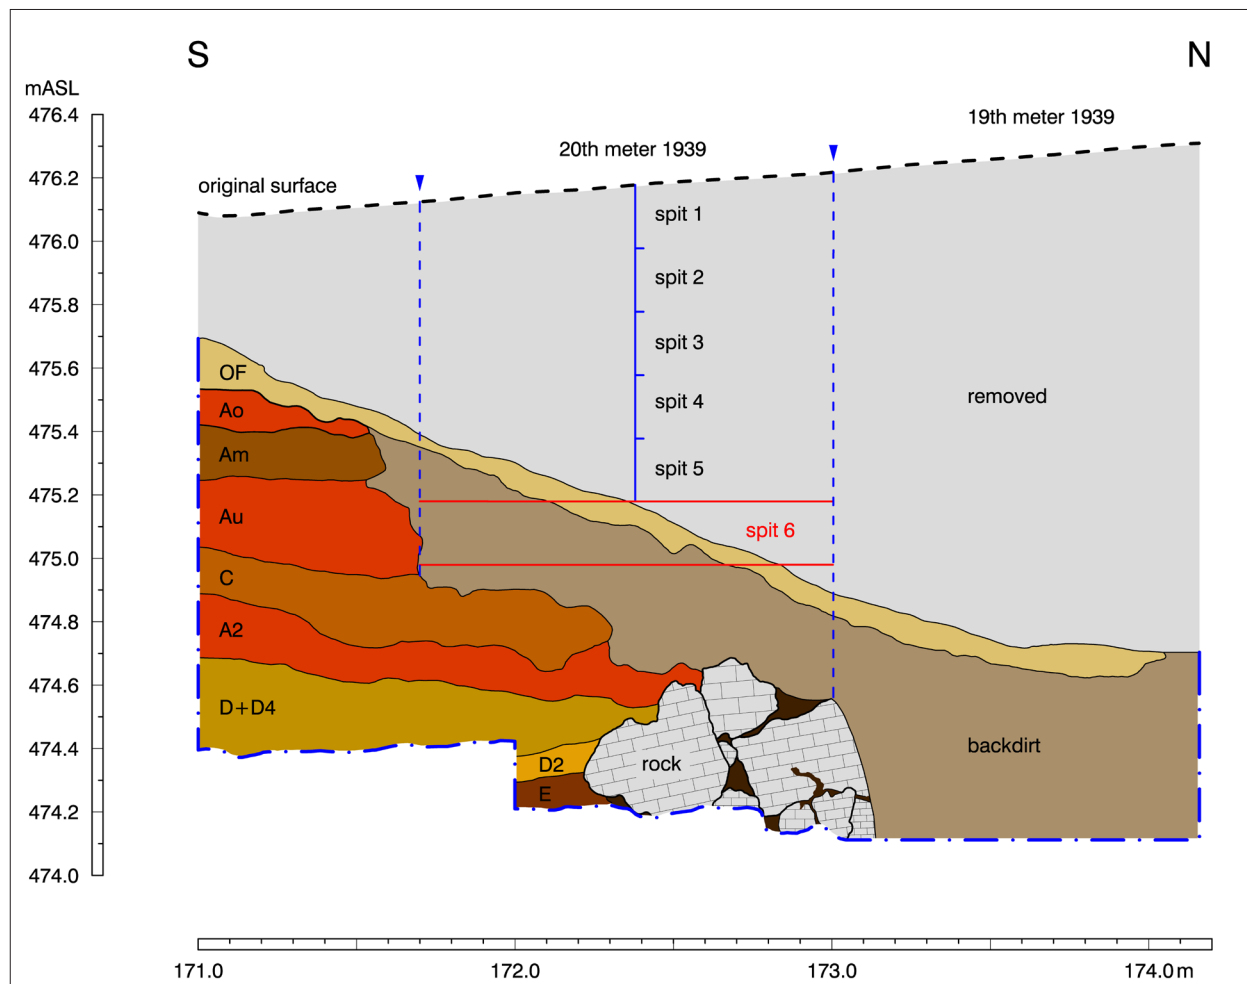 S
N
mASL
476.4
19th meter 1939
20th meter 1939
476.2
original surface
spit 1
476.0
spit 2
475.8
spit 3
475.6
OF
removed
spit 4
Ao
475.4
Am
spit 5
475.2
Au
spit 6
475.0
C
474.8
A2
474.6
D+D4
backdirt
474.4
D2
rock
E
474.2
474.0
171.0
172.0
173.0
174.0 m